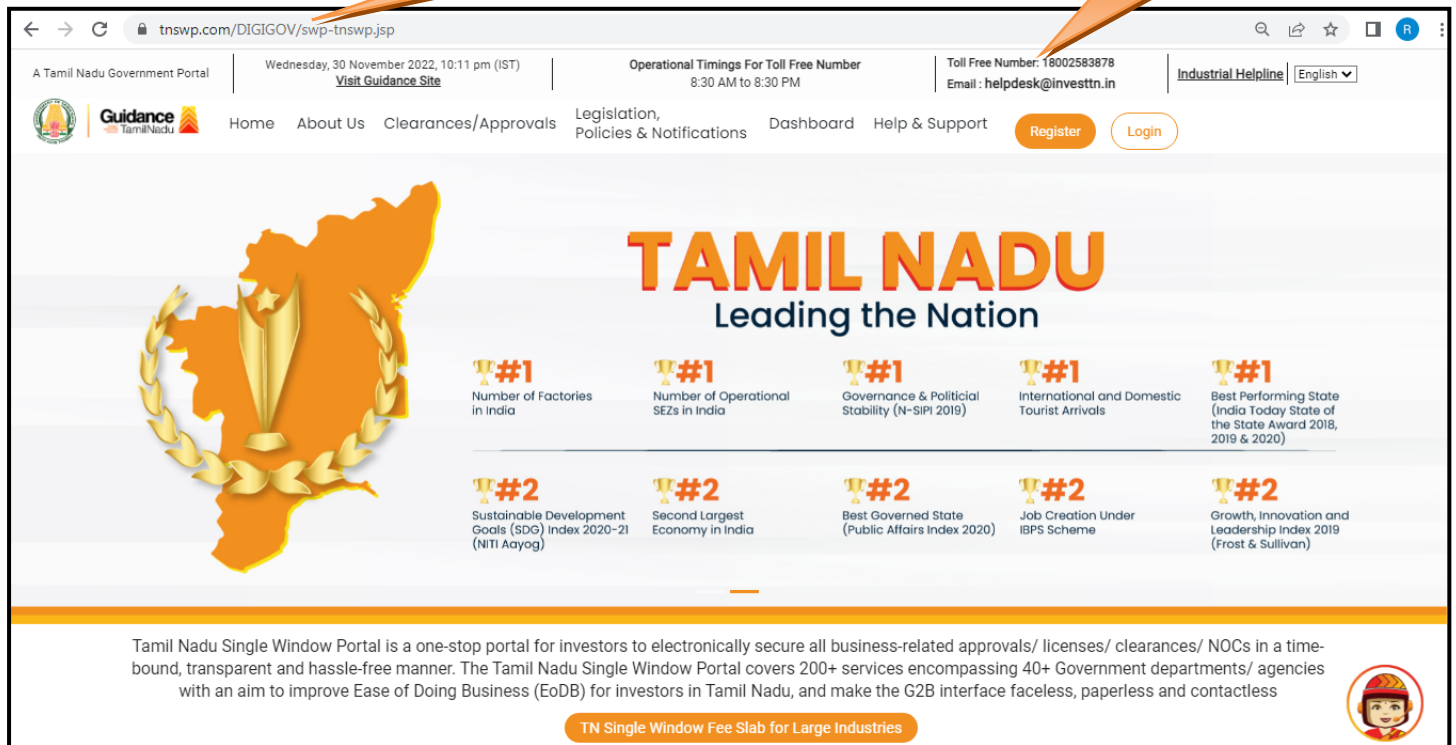 tnswp.com/DIGIGOV/swp-tnswp.jsp
R
A Tamil Nadu Government Portal
Wednesday, 30 November 2022, 10:11 pm (IST)
Visit Guidance Site
Operational Timings For Toll Free Number
8:30 AM to 8:30 PM
Toll Free Number: 18002583878
Email : helpdesk@investtn.in
Industrial Helpline
English
Guidance
TamilNadu
Home
About Us
Clearances/Approvals
Legislation,
Policies & Notifications
Dashboard
Help & Support
Register
Login
TAMIL NADU
Leading the Nation
#1
Number of Factories
in India
#1
Number of Operational
SEZs in India
#1
Governance & Politicial
Stability (N-SIPI 2019)
#1
International and Domestic
Tourist Arrivals
#1
Best Performing State
(India Today State of
the State Award 2018,
2019 & 2020)
#2
Sustainable Development
Goals (SDG) Index 2020-21
(NITI Aayog)
#2
Second Largest
Economy in India
#2
Best Governed State
(Public Affairs Index 2020)
#2
Job Creation Under
IBPS Scheme
#2
Growth, Innovation and
Leadership Index 2019
(Frost & Sullivan)
Tamil Nadu Single Window Portal is a one-stop portal for investors to electronically secure all business-related approvals/ licenses/ clearances/ NOCs in a time-
bound, transparent and hassle-free manner. The Tamil Nadu Single Window Portal covers 200+ services encompassing 40+ Government departments/ agencies
with an aim to improve Ease of Doing Business (EoDB) for investors in Tamil Nadu, and make the G2B interface faceless, paperless and contactless
TN Single Window Fee Slab for Large Industries